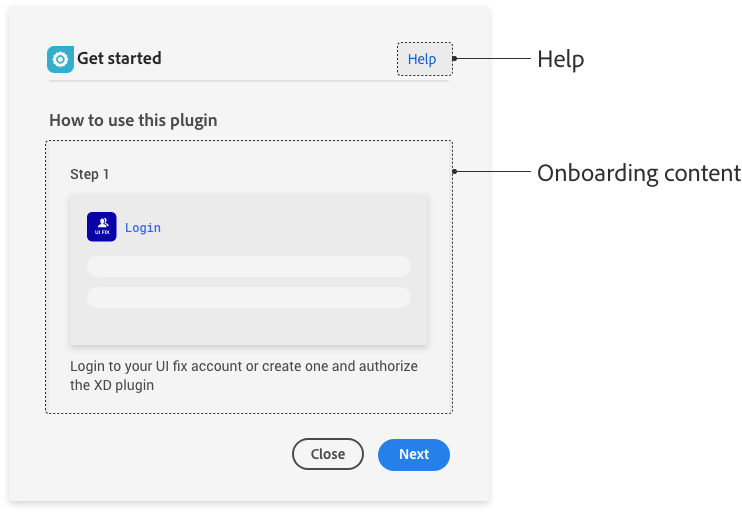 Get started
Help
Help
How to use this plugin
Onboarding content
Step 1
UI FIX
Login
Login to your UI fix account or create one and authorize
the XD plugin
Close
Next